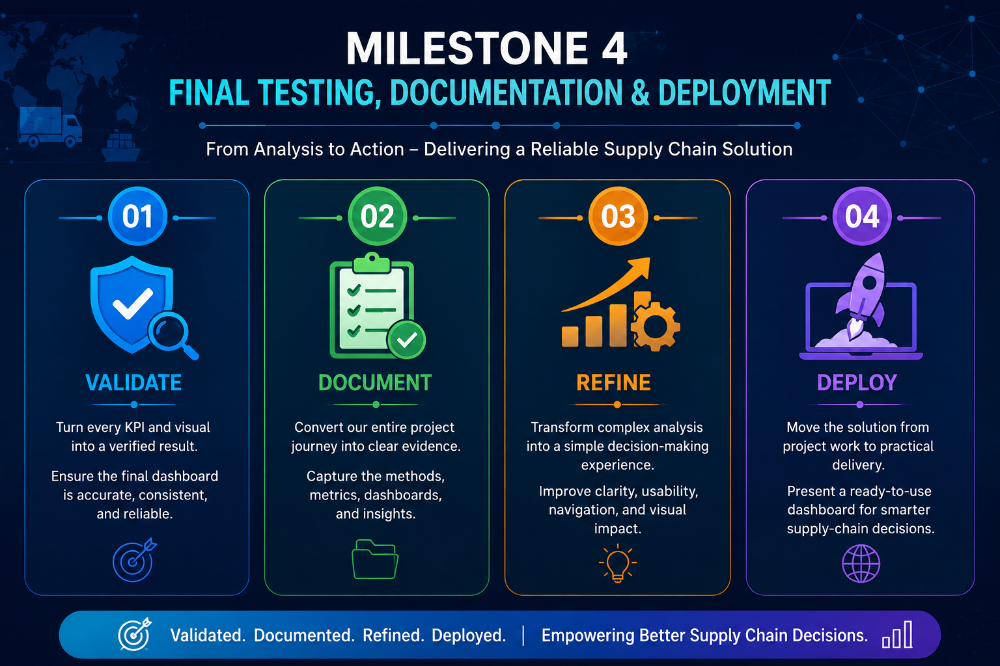 MILESTONE 4
FINAL TESTING, DOCUMENTATION & DEPLOYMENT
From Analysis to Action – Delivering a Reliable Supply Chain Solution
01
VALIDATE
Turn every KPI and visual
into a verified result.
Ensure the final dashboard
is accurate, consistent,
and reliable.
02
DOCUMENT
Convert our entire project
journey into clear evidence.
Capture the methods,
metrics, dashboards,
and insights.
03
REFINE
Transform complex analysis
into a simple decision-making
experience.
Improve clarity, usability,
navigation, and visual
impact.
04
DEPLOY
Move the solution from
project work to practical
delivery.
Present a ready-to-use
dashboard for smarter
supply-chain decisions.
Validated. Documented. Refined. Deployed. | Empowering Better Supply Chain Decisions.